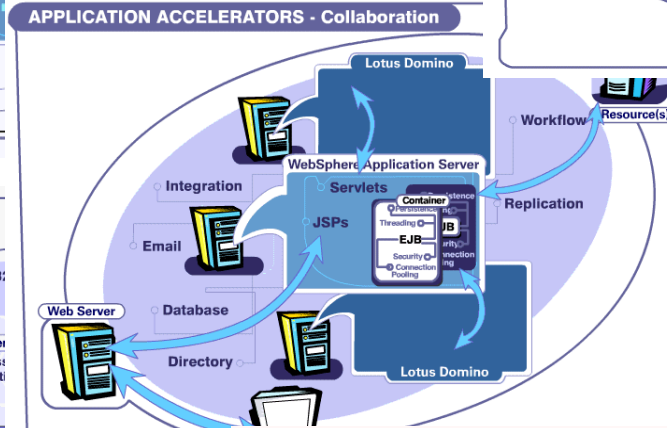 APPLICATION ACCELERATORS - Collaboration
Lotus Domino
Workflow
Resource(s)
WebSphere Application Server
Integration
Servlets
Container
Persistence
Replication
JSPs
Threading
EJB
Email
Security
Connection
Pooling
Database
Web Server
Directory
Lotus Domino